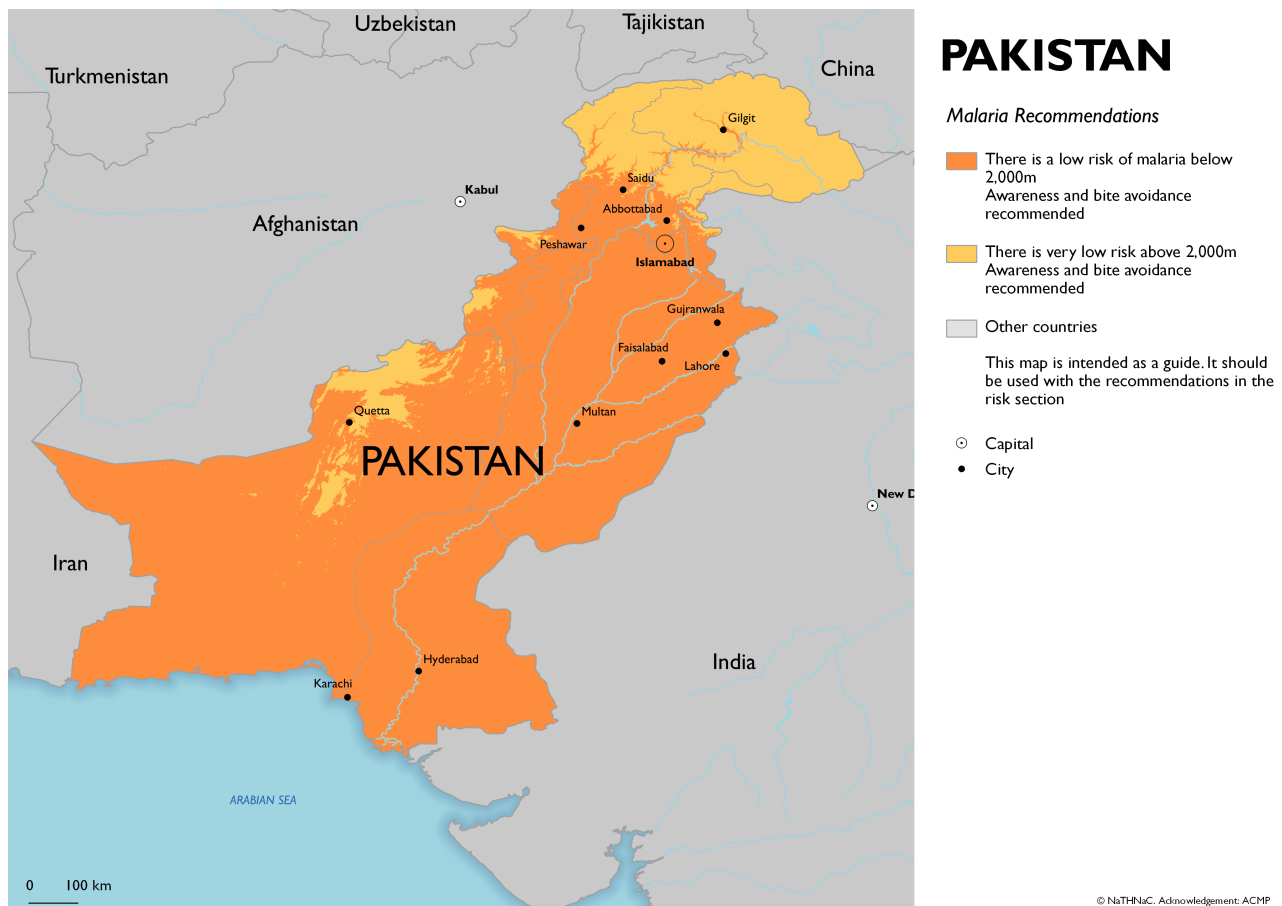 Uzbekistan
Tajikistan
Turkmenistan
China
PAKISTAN
Malaria Recommendations
There is a low risk of malaria below
2,000m
Awareness and bite avoidance
recommended
There is very low risk above 2,000m
Awareness and bite avoidance
recommended
Other countries
This map is intended as a guide. It should
be used with the recommendations in the
risk section
Capital
City
Gilgit
Kabul
Saidu
Afghanistan
Abbottabad
Peshawar
Islamabad
Gujranwala
Faisalabad
Lahore
Quetta
Multan
PAKISTAN
New D
Iran
Hyderabad
India
Karachi
ARABIAN SEA
0 100 km
© NaTHNaC. Acknowledgement: ACMP